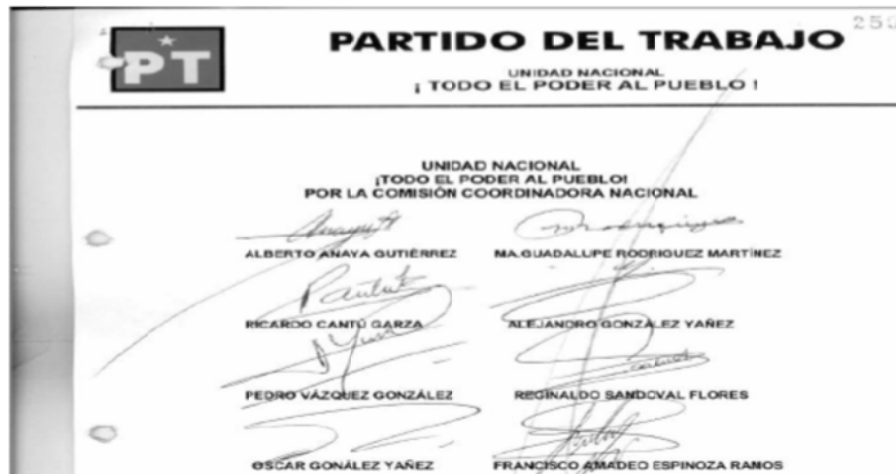 PT
PARTIDO DEL TRABAJO
UNIDAD NACIONAL
¡ TODO EL PODER AL PUEBLO !
UNIDAD NACIONAL
¡TODO EL PODER AL PUEBLO!
POR LA COMISIÓN COORDINADORA NACIONAL
ALBERTO ANAYA GUTIÉRREZ MA.GUADALUPE RODRIGUEZ MARTÍNEZ
RICARDO CANTÚ GARZA ALEJANDRO GONZÁLEZ YAÑEZ
PEDRO VÁZQUEZ GONZÁLEZ REGINALDO SANDOVAL FLORES
OSCAR GONÁLEZ YAÑEZ FRANCISCO AMADEO ESPINOZA RAMOS